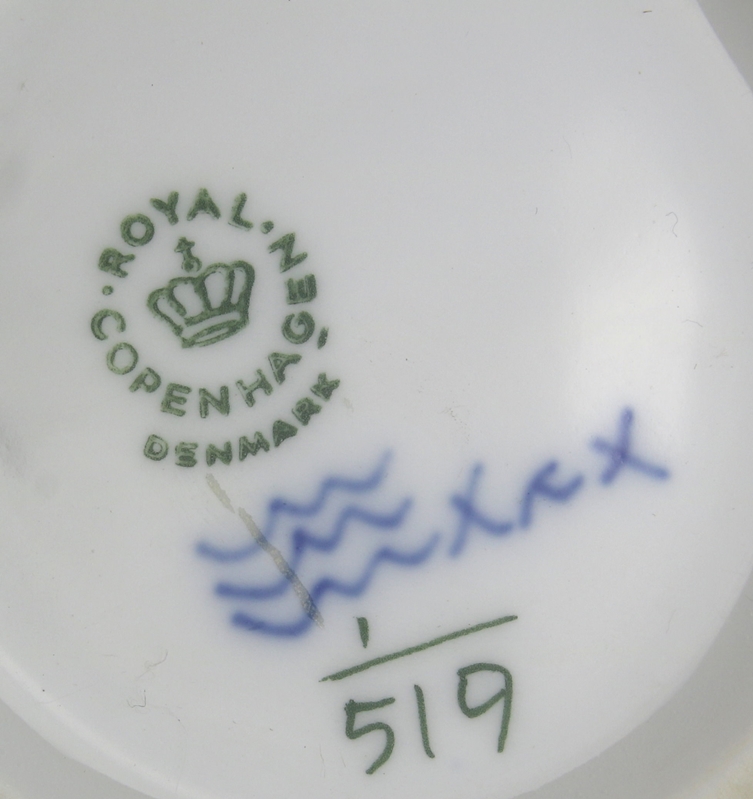 ROYAL COPENHAGEN
DENMARK
1
519